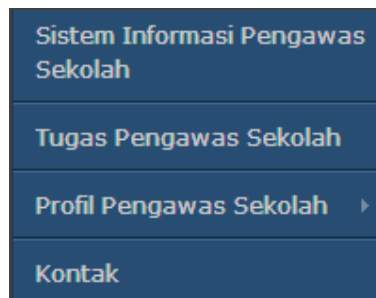 Sistem Informasi Pengawas
Sekolah
Tugas Pengawas Sekolah
Profil Pengawas Sekolah
Kontak